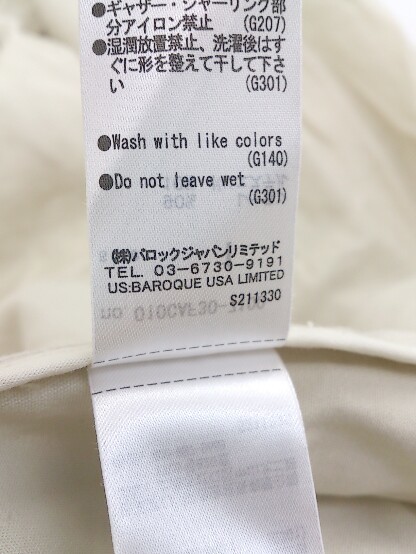 ●ギャザー・シャーリング部
分アイロン禁止 (G207)
●湿潤放置禁止、洗濯後はす
ぐに形を整えて干して下さ
い (G301)
●Wash with like colors
(G140)
●Do not leave wet
(G301)
㈱バロックジャパンリミテッド
TEL. 03-6730-9191
US:BAROQUE USA LIMITED
S211330